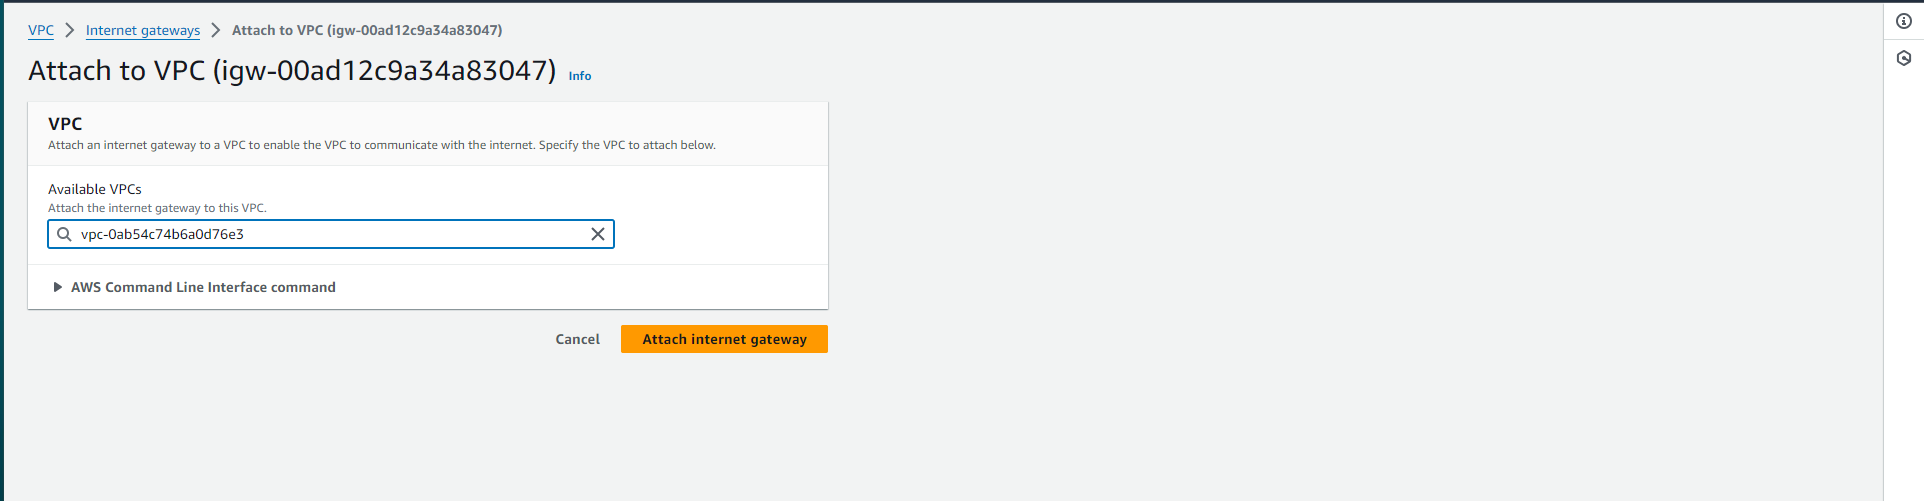 VPC > Internet gateways > Attach to VPC (igw-00ad12c9a34a83047)
Attach to VPC (igw-00ad12c9a34a83047) Info
VPC
Attach an internet gateway to a VPC to enable the VPC to communicate with the internet. Specify the VPC to attach below.
Available VPCs
Attach the internet gateway to this VPC.
vpc-0ab54c74b6a0d76e3
AWS Command Line Interface command
Cancel Attach internet gateway